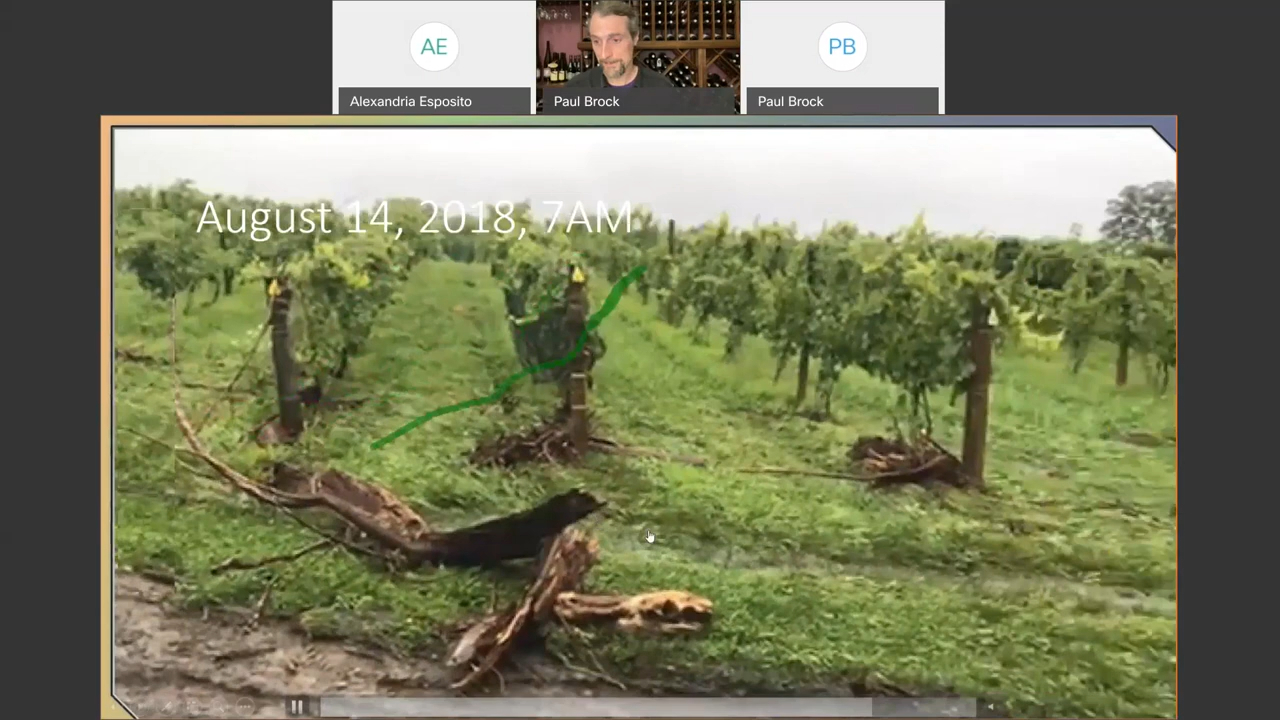 AE
PB
Alexandria Esposito
Paul Brock
Paul Brock
August 14, 2018, 7AM